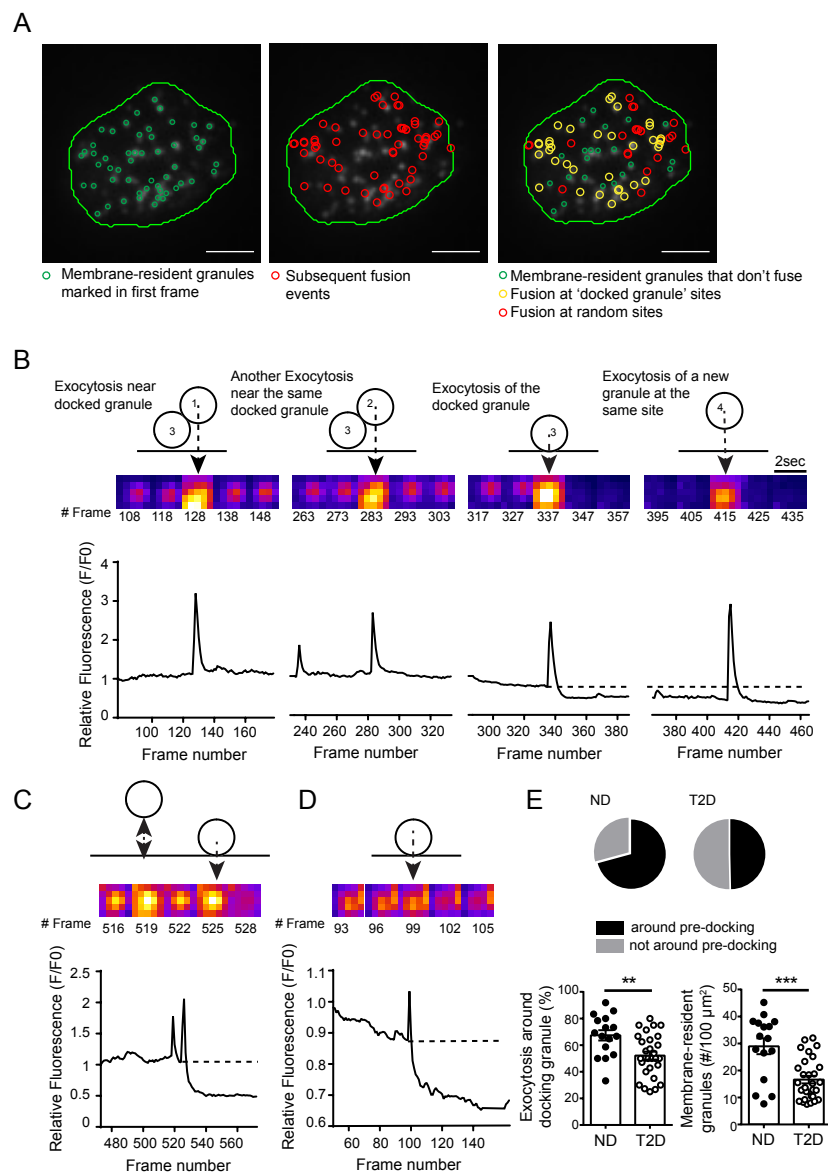 A
Membrane-resident granules
marked in first frame
Subsequent fusion
events
Membrane-resident granules that don't fuse
Fusion at 'docked granule' sites
Fusion at random sites
B
Exocytosis near
docked granule
1
3
Another Exocytosis
near the same
docked granule
2
3
Exocytosis of the
docked granule
3
Exocytosis of a new
granule at the
same site
4
2sec
# Frame
108 118 128 138 148
263 273 283 293 303
317 327 337 347 357
395 405 415 425 435
Relative Fluorescence (F/F0)
4
3
2
1
0
100 120 140 160
Frame number
240 260 280 300 320
Frame number
300 320 340 360 380
Frame number
380 400 420 440 460
Frame number
C
# Frame
516 519 522 525 528
Relative Fluorescence (F/F0)
2.5
2
1.5
1
0.5
0
480 500 520 540 560
Frame number
D
# Frame
93 96 99 102 105
Relative Fluorescence (F/F0)
1.1
1.0
0.9
0.8
0.7
0.6
60 80 100 120 140
Frame number
E
ND
T2D
around pre-docking
not around pre-docking
Exocytosis around
docking granule (%)
100
80
60
40
20
0
**
ND T2D
Membrane-resident
granules (#/100 µm²)
50
40
30
20
10
0
***
ND T2D